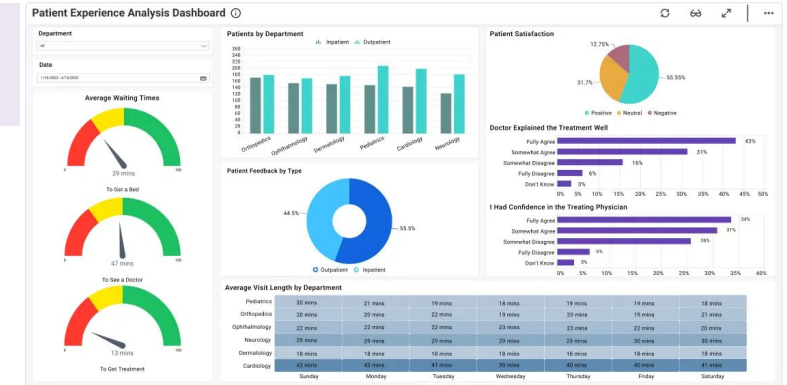 Patient Experience Analysis Dashboard
Department
All
Date
Average Waiting Times
0
100
29 mins
To Get a Bed
0
100
47 mins
To See a Doctor
0
100
13 mins
To Get Treatment
Patients by Department
Inpatient Outpatient
260
240
220
200
180
160
140
120
100
80
60
40
20
0
Orthopedics Ophthalmology Dermatology Pediatrics Cardiology Neurology
Patient Feedback by Type
44.5%
55.5%
Outpatient Inpatient
Patient Satisfaction
12.75%
31.7%
55.55%
Positive Neutral Negative
Doctor Explained the Treatment Well
Fully Agree 43%
Somewhat Agree 31%
Somewhat Disagree 16%
Fully Disagree 6%
Don't Know 3%
0% 5% 10% 15% 20% 25% 30% 35% 40% 45% 50%
I Had Confidence in the Treating Physician
Fully Agree 34%
Somewhat Agree 31%
Somewhat Disagree 26%
Fully Disagree 6%
Don't Know 3%
0% 5% 10% 15% 20% 25% 30% 35% 40%
Average Visit Length by Department
Pediatrics 20 mins 21 mins 19 mins 18 mins 19 mins 19 mins 18 mins
Orthopedics 20 mins 20 mins 22 mins 19 mins 20 mins 19 mins 21 mins
Ophthalmology 22 mins 22 mins 22 mins 23 mins 23 mins 22 mins 20 mins
Neurology 29 mins 29 mins 29 mins 29 mins 29 mins 30 mins 30 mins
Dermatology 18 mins 18 mins 18 mins 18 mins 18 mins 18 mins 18 mins
Cardiology 42 mins 43 mins 41 mins 39 mins 40 mins 40 mins 41 mins
Sunday Monday Tuesday Wednesday Thursday Friday Saturday